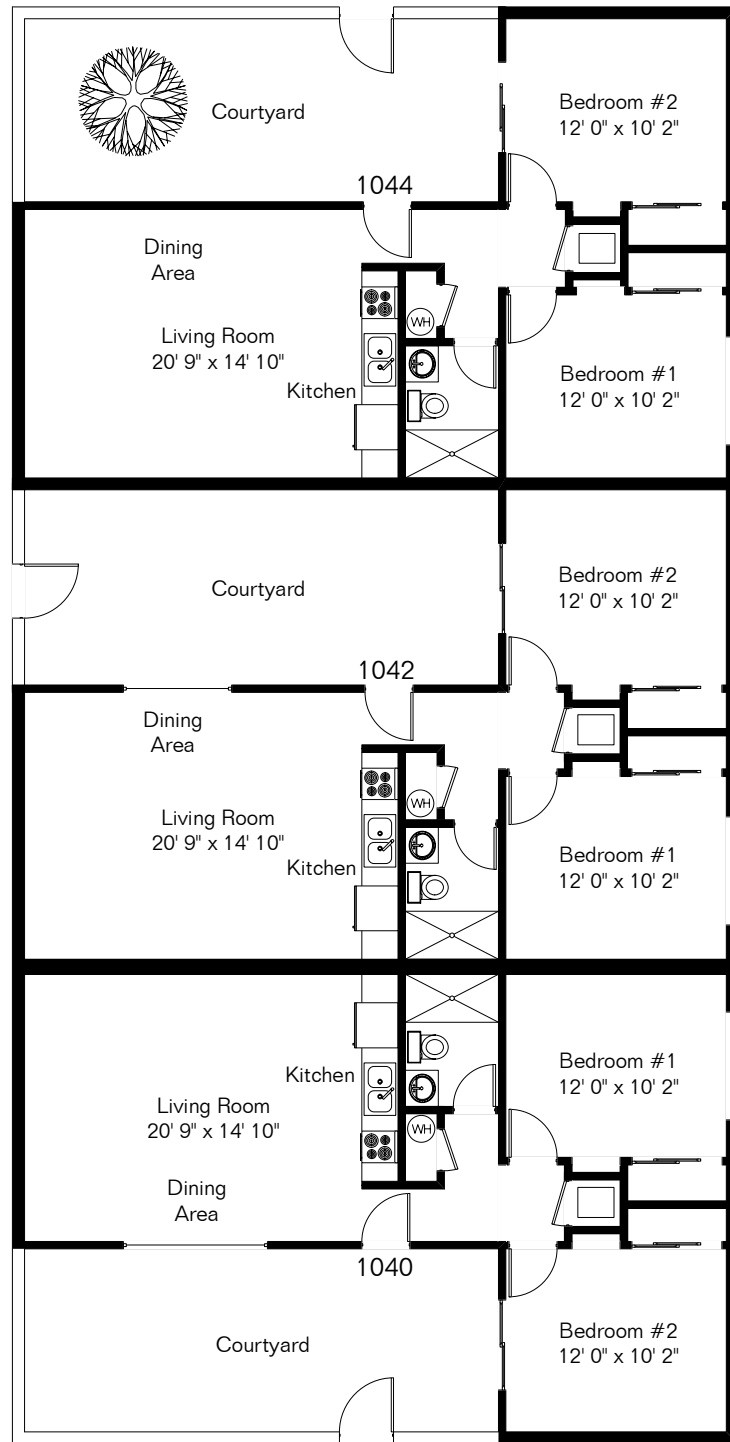 Courtyard
Bedroom #2
12' 0" x 10' 2"
1044
Dining
Area
Living Room
20' 9" x 14' 10"
Kitchen
WH
Bedroom #1
12' 0" x 10' 2"
Courtyard
Bedroom #2
12' 0" x 10' 2"
1042
Dining
Area
Living Room
20' 9" x 14' 10"
Kitchen
WH
Bedroom #1
12' 0" x 10' 2"
Kitchen
Living Room
20' 9" x 14' 10"
WH
Bedroom #1
12' 0" x 10' 2"
Dining
Area
1040
Courtyard
Bedroom #2
12' 0" x 10' 2"